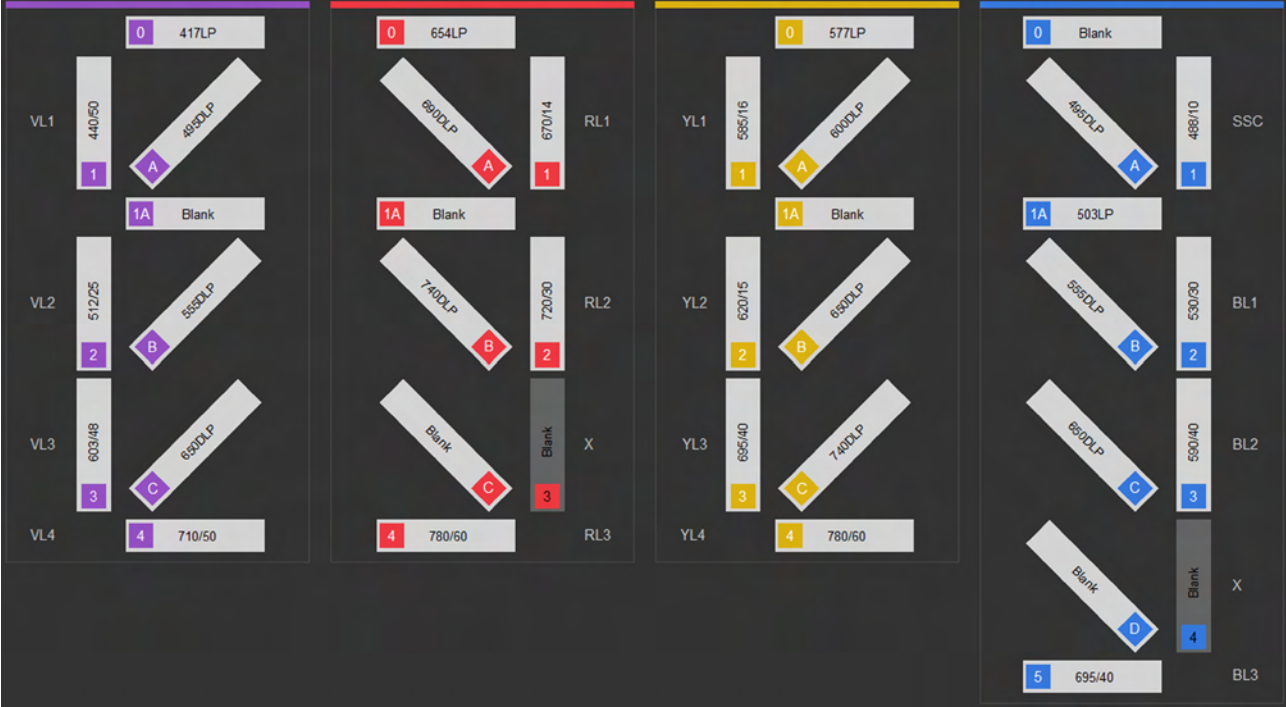 0 417LP
VL1 440/50 1
495DLP A
1A Blank
VL2 512/25 2
555DLP B
VL3 603/48 3
650DLP C
VL4 4 710/50
0 654LP
690DLP A
670/14 1 RL1
1A Blank
740DLP B
720/30 2 RL2
Blank C
Blank 3 X
4 780/60 RL3
0 577LP
YL1 585/16 1
600DLP A
1A Blank
YL2 620/15 2
650DLP B
YL3 695/40 3
740DLP C
YL4 4 780/60
0 Blank
495DLP A
488/10 1 SSC
1A 503LP
555DLP B
530/30 2 BL1
650DLP C
590/40 3 BL2
Blank D
Blank 4 X
5 695/40 BL3